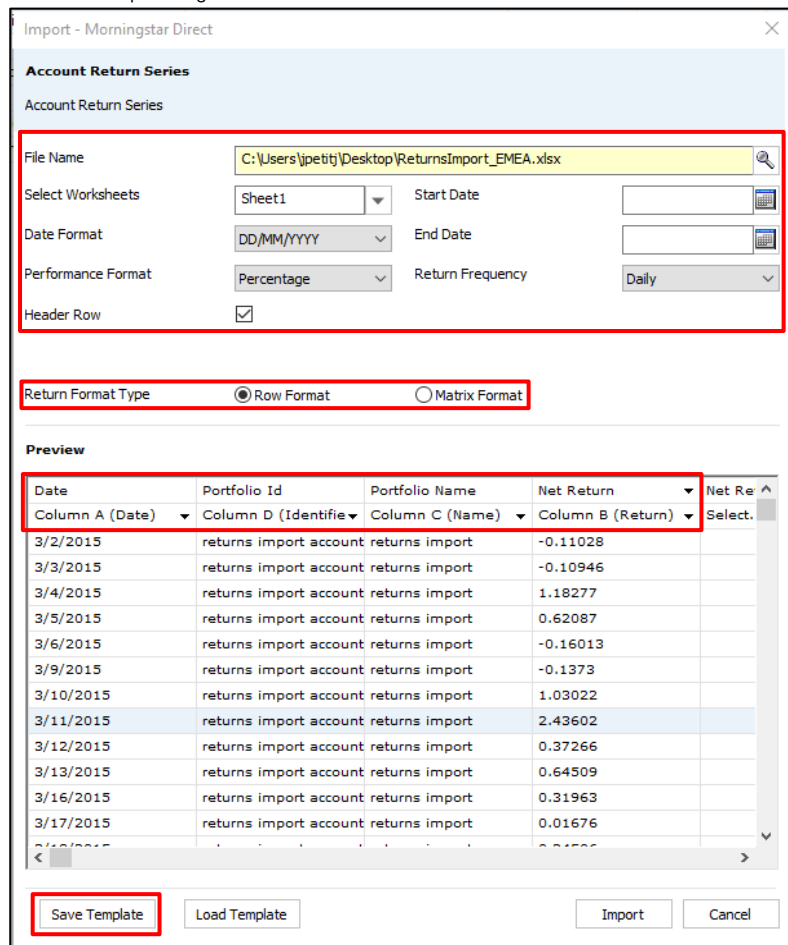 Import - Morningstar Direct
Account Return Series
Account Return Series
File Name C:\Users\jpetitj\Desktop\ReturnsImport_EMEA.xlsx
Select Worksheets Sheet1 Start Date
Date Format DD/MM/YYYY End Date
Performance Format Percentage Return Frequency Daily
Header Row
Return Format Type Row Format Matrix Format
Preview
Date Portfolio Id Portfolio Name Net Return Net Re
Column A (Date) Column D (Identifie Column C (Name) Column B (Return) Select.
3/2/2015 returns import account returns import -0.11028
3/3/2015 returns import account returns import -0.10946
3/4/2015 returns import account returns import 1.18277
3/5/2015 returns import account returns import 0.62087
3/6/2015 returns import account returns import -0.16013
3/9/2015 returns import account returns import -0.1373
3/10/2015 returns import account returns import 1.03022
3/11/2015 returns import account returns import 2.43602
3/12/2015 returns import account returns import 0.37266
3/13/2015 returns import account returns import 0.64509
3/16/2015 returns import account returns import 0.31963
3/17/2015 returns import account returns import 0.01676
Save Template Load Template Import Cancel